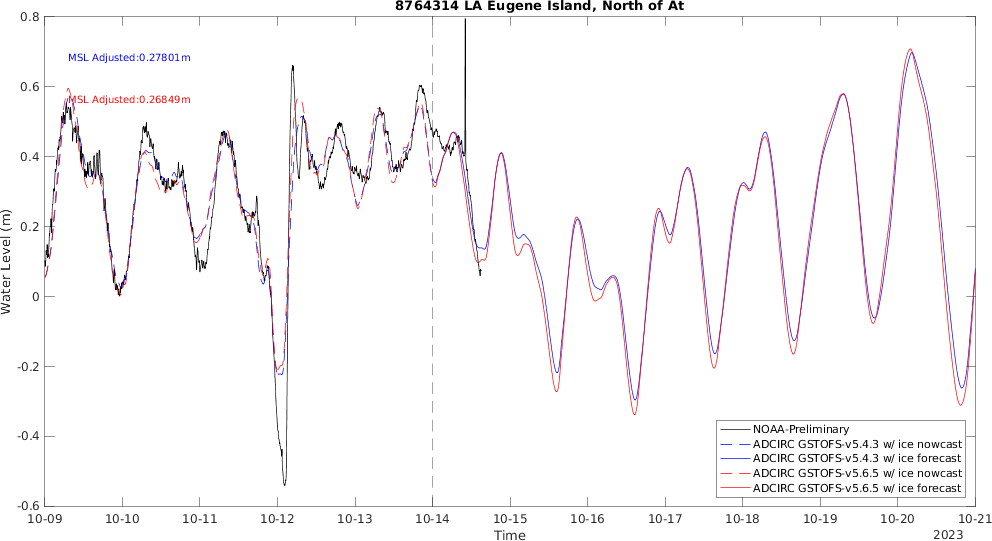 8764314 LA Eugene Island, North of At
MSL Adjusted:0.27801m
MSL Adjusted:0.26849m
Water Level (m)
0.8
0.6
0.4
0.2
0
-0.2
-0.4
-0.6
NOAA-Preliminary
ADCIRC GSTOFS-v5.4.3 w/ ice nowcast
ADCIRC GSTOFS-v5.4.3 w/ ice forecast
ADCIRC GSTOFS-v5.6.5 w/ ice nowcast
ADCIRC GSTOFS-v5.6.5 w/ ice forecast
10-09 10-10 10-11 10-12 10-13 10-14 10-15 10-16 10-17 10-18 10-19 10-20 10-21
Time
2023